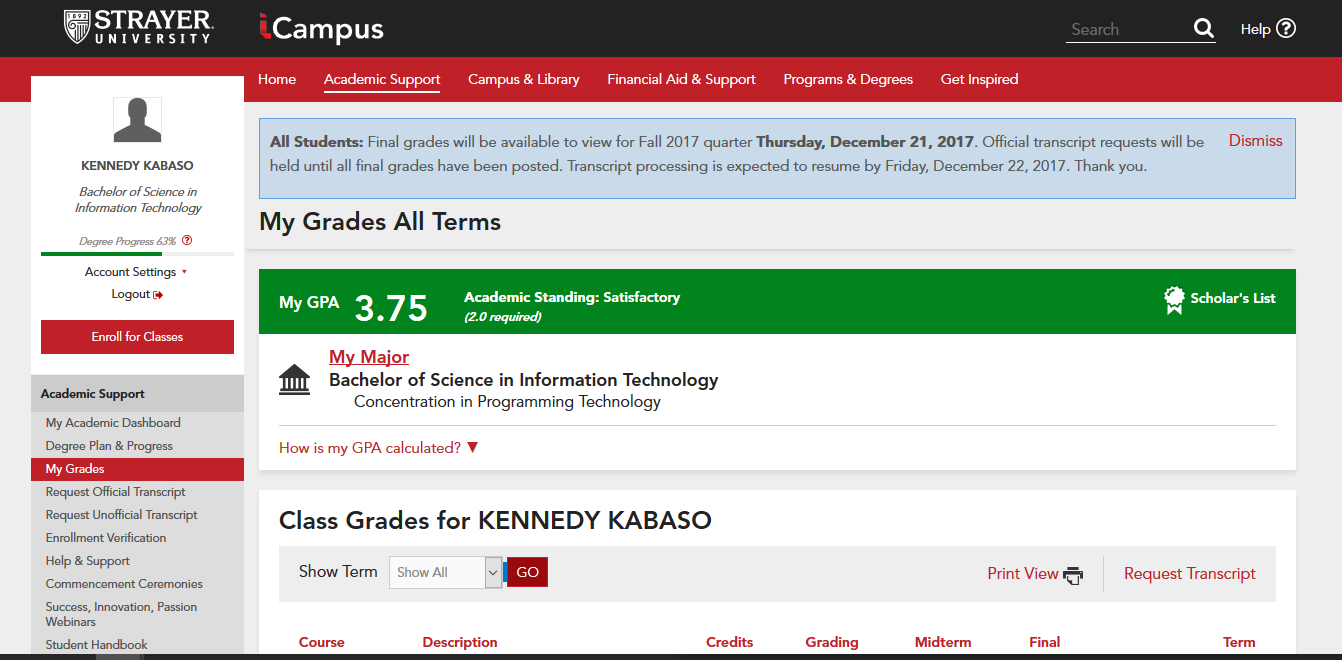 1892 STRAYER UNIVERSITY
iCampus
Search
Help ?
Home Academic Support Campus & Library Financial Aid & Support Programs & Degrees Get Inspired
KENNEDY KABASO
Bachelor of Science in
Information Technology
Degree Progress 63% ?
Account Settings
Logout
Enroll for Classes
Academic Support
My Academic Dashboard
Degree Plan & Progress
My Grades
Request Official Transcript
Request Unofficial Transcript
Enrollment Verification
Help & Support
Commencement Ceremonies
Success, Innovation, Passion
Webinars
Student Handbook
All Students: Final grades will be available to view for Fall 2017 quarter Thursday, December 21, 2017. Official transcript requests will be
held until all final grades have been posted. Transcript processing is expected to resume by Friday, December 22, 2017. Thank you.
Dismiss
My Grades All Terms
My GPA 3.75
Academic Standing: Satisfactory
(2.0 required)
Scholar's List
My Major
Bachelor of Science in Information Technology
Concentration in Programming Technology
How is my GPA calculated? ▼
Class Grades for KENNEDY KABASO
Show Term Show All GO
Print View
Request Transcript
Course Description Credits Grading Midterm Final Term